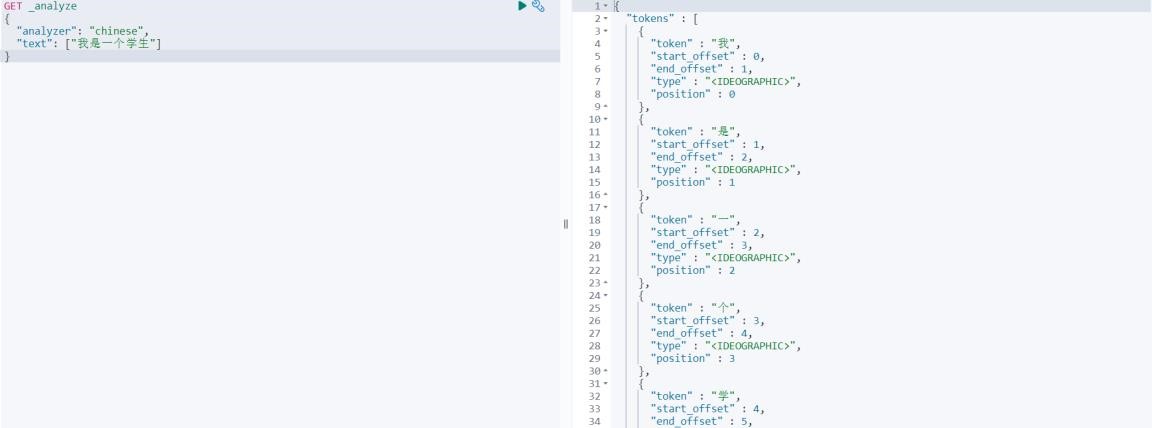 GET _analyze
{
  "analyzer": "chinese",
  "text": ["我是一个学生"]
}
1 {
2 "tokens" : [
3 {
4 "token" : "我",
5 "start_offset" : 0,
6 "end_offset" : 1,
7 "type" : "<IDEOGRAPHIC>",
8 "position" : 0
9 },
10 {
11 "token" : "是",
12 "start_offset" : 1,
13 "end_offset" : 2,
14 "type" : "<IDEOGRAPHIC>",
15 "position" : 1
16 },
17 {
18 "token" : "一",
19 "start_offset" : 2,
20 "end_offset" : 3,
21 "type" : "<IDEOGRAPHIC>",
22 "position" : 2
23 },
24 {
25 "token" : "个",
26 "start_offset" : 3,
27 "end_offset" : 4,
28 "type" : "<IDEOGRAPHIC>",
29 "position" : 3
30 },
31 {
32 "token" : "学",
33 "start_offset" : 4,
34 "end_offset" : 5,